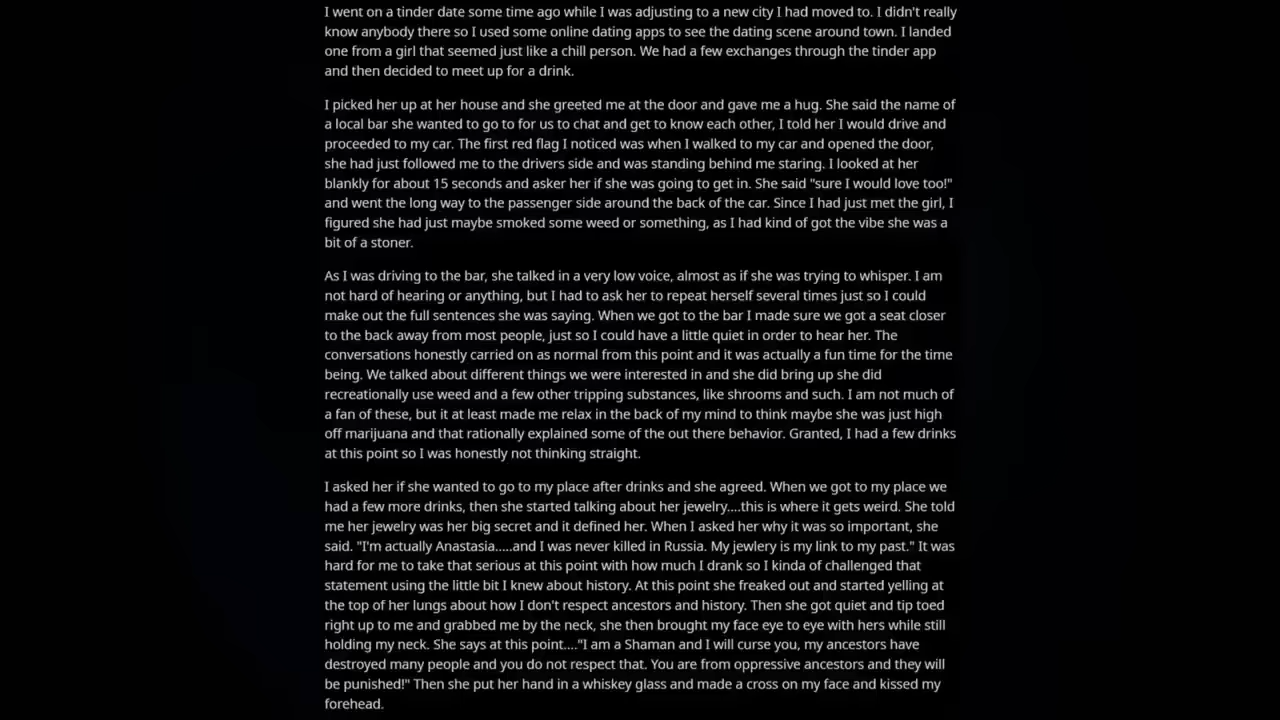 I went on a tinder date some time ago while I was adjusting to a new city I had moved to. I didn't really
know anybody there so I used some online dating apps to see the dating scene around town. I landed
one from a girl that seemed just like a chill person. We had a few exchanges through the tinder app
and then decided to meet up for a drink.
I picked her up at her house and she greeted me at the door and gave me a hug. She said the name of
a local bar she wanted to go to for us to chat and get to know each other, I told her I would drive and
proceeded to my car. The first red flag I noticed was when I walked to my car and opened the door,
she had just followed me to the drivers side and was standing behind me staring. I looked at her
blankly for about 15 seconds and asker her if she was going to get in. She said "sure I would love too!"
and went the long way to the passenger side around the back of the car. Since I had just met the girl, I
figured she had just maybe smoked some weed or something, as I had kind of got the vibe she was a
bit of a stoner.
As I was driving to the bar, she talked in a very low voice, almost as if she was trying to whisper. I am
not hard of hearing or anything, but I had to ask her to repeat herself several times just so I could
make out the full sentences she was saying. When we got to the bar I made sure we got a seat closer
to the back away from most people, just so I could have a little quiet in order to hear her. The
conversations honestly carried on as normal from this point and it was actually a fun time for the time
being. We talked about different things we were interested in and she did bring up she did
recreationally use weed and a few other tripping substances, like shrooms and such. I am not much of
a fan of these, but it at least made me relax in the back of my mind to think maybe she was just high
off marijuana and that rationally explained some of the out there behavior. Granted, I had a few drinks
at this point so I was honestly not thinking straight.
I asked her if she wanted to go to my place after drinks and she agreed. When we got to my place we
had a few more drinks, then she started talking about her jewelry....this is where it gets weird. She told
me her jewelry was her big secret and it defined her. When I asked her why it was so important, she
said. "I'm actually Anastasia.....and I was never killed in Russia. My jewlery is my link to my past." It was
hard for me to take that serious at this point with how much I drank so I kinda of challenged that
statement using the little bit I knew about history. At this point she freaked out and started yelling at
the top of her lungs about how I don't respect ancestors and history. Then she got quiet and tip toed
right up to me and grabbed me by the neck, she then brought my face eye to eye with hers while still
holding my neck. She says at this point...."I am a Shaman and I will curse you, my ancestors have
destroyed many people and you do not respect that. You are from oppressive ancestors and they will
be punished!" Then she put her hand in a whiskey glass and made a cross on my face and kissed my
forehead.